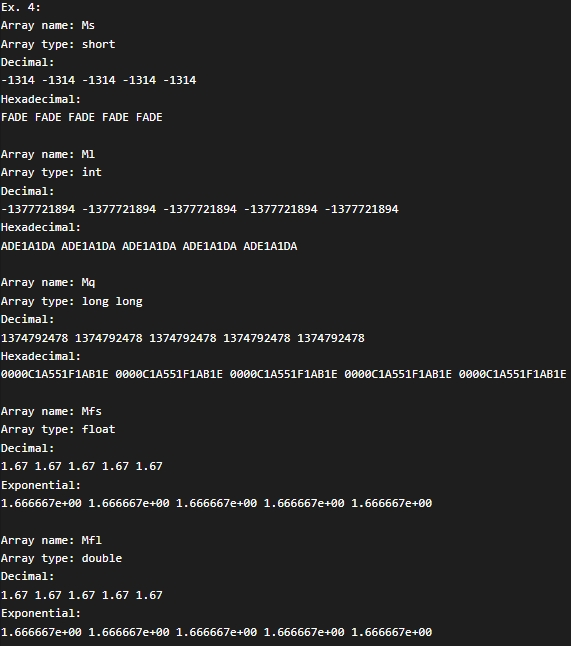 Ex. 4:
Array name: Ms
Array type: short
Decimal:
-1314 -1314 -1314 -1314 -1314
Hexadecimal:
FADE FADE FADE FADE FADE
Array name: Ml
Array type: int
Decimal:
-1377721894 -1377721894 -1377721894 -1377721894 -1377721894
Hexadecimal:
ADE1A1DA ADE1A1DA ADE1A1DA ADE1A1DA ADE1A1DA
Array name: Mq
Array type: long long
Decimal:
1374792478 1374792478 1374792478 1374792478 1374792478
Hexadecimal:
0000C1A551F1AB1E 0000C1A551F1AB1E 0000C1A551F1AB1E 0000C1A551F1AB1E 0000C1A551F1AB1E
Array name: Mfs
Array type: float
Decimal:
1.67 1.67 1.67 1.67 1.67
Exponential:
1.666667e+00 1.666667e+00 1.666667e+00 1.666667e+00 1.666667e+00
Array name: Mfl
Array type: double
Decimal:
1.67 1.67 1.67 1.67 1.67
Exponential:
1.666667e+00 1.666667e+00 1.666667e+00 1.666667e+00 1.666667e+00